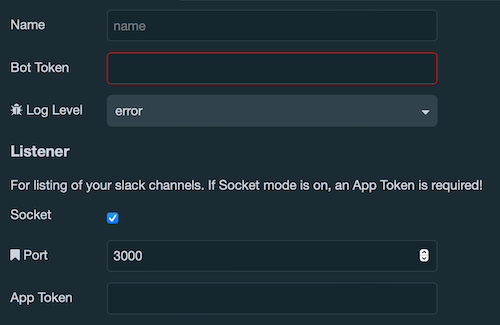 Name name
Bot Token
Log Level error
Listener
For listing of your slack channels. If Socket mode is on, an App Token is required!
Socket
Port 3000
App Token